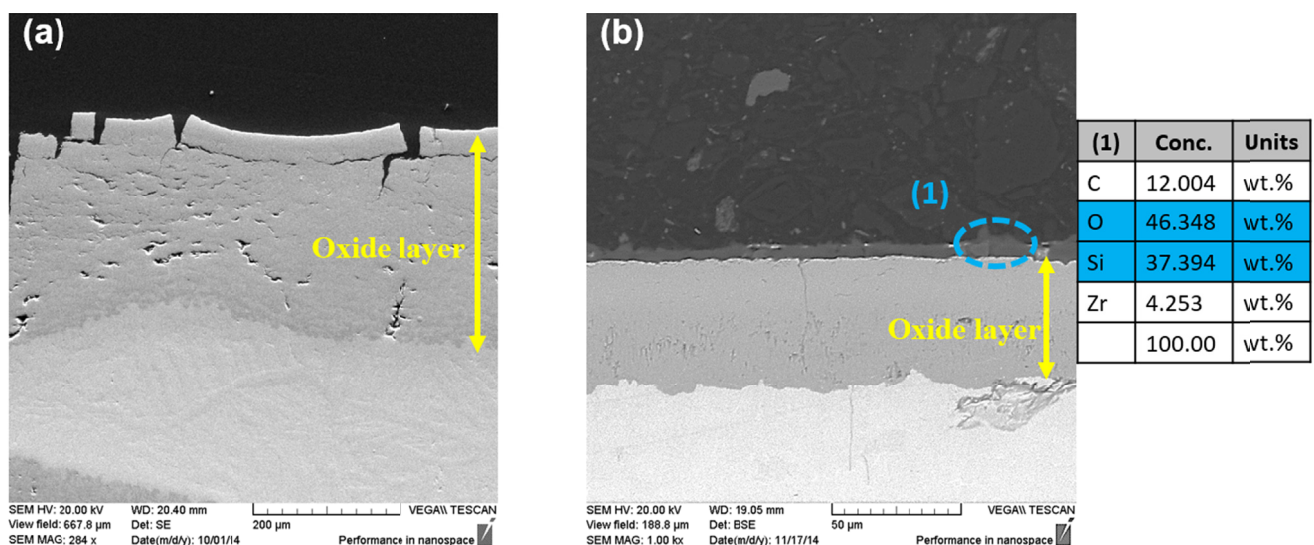 (a)
Oxide layer
SEM HV: 20.00 kV WD: 20.40 mm VEGA\\ TESCAN
View field: 667.8 µm Det: SE 200 µm
SEM MAG: 284 x Date(m/d/y): 10/01/14 Performance in nanospace
(b)
(1)
Oxide layer
SEM HV: 20.00 kV WD: 19.05 mm VEGA\\ TESCAN
View field: 188.8 µm Det: BSE 50 µm
SEM MAG: 1.00 kx Date(m/d/y): 11/17/14 Performance in nanospace
(1) Conc. Units
C 12.004 wt.%
O 46.348 wt.%
Si 37.394 wt.%
Zr 4.253 wt.%
100.00 wt.%